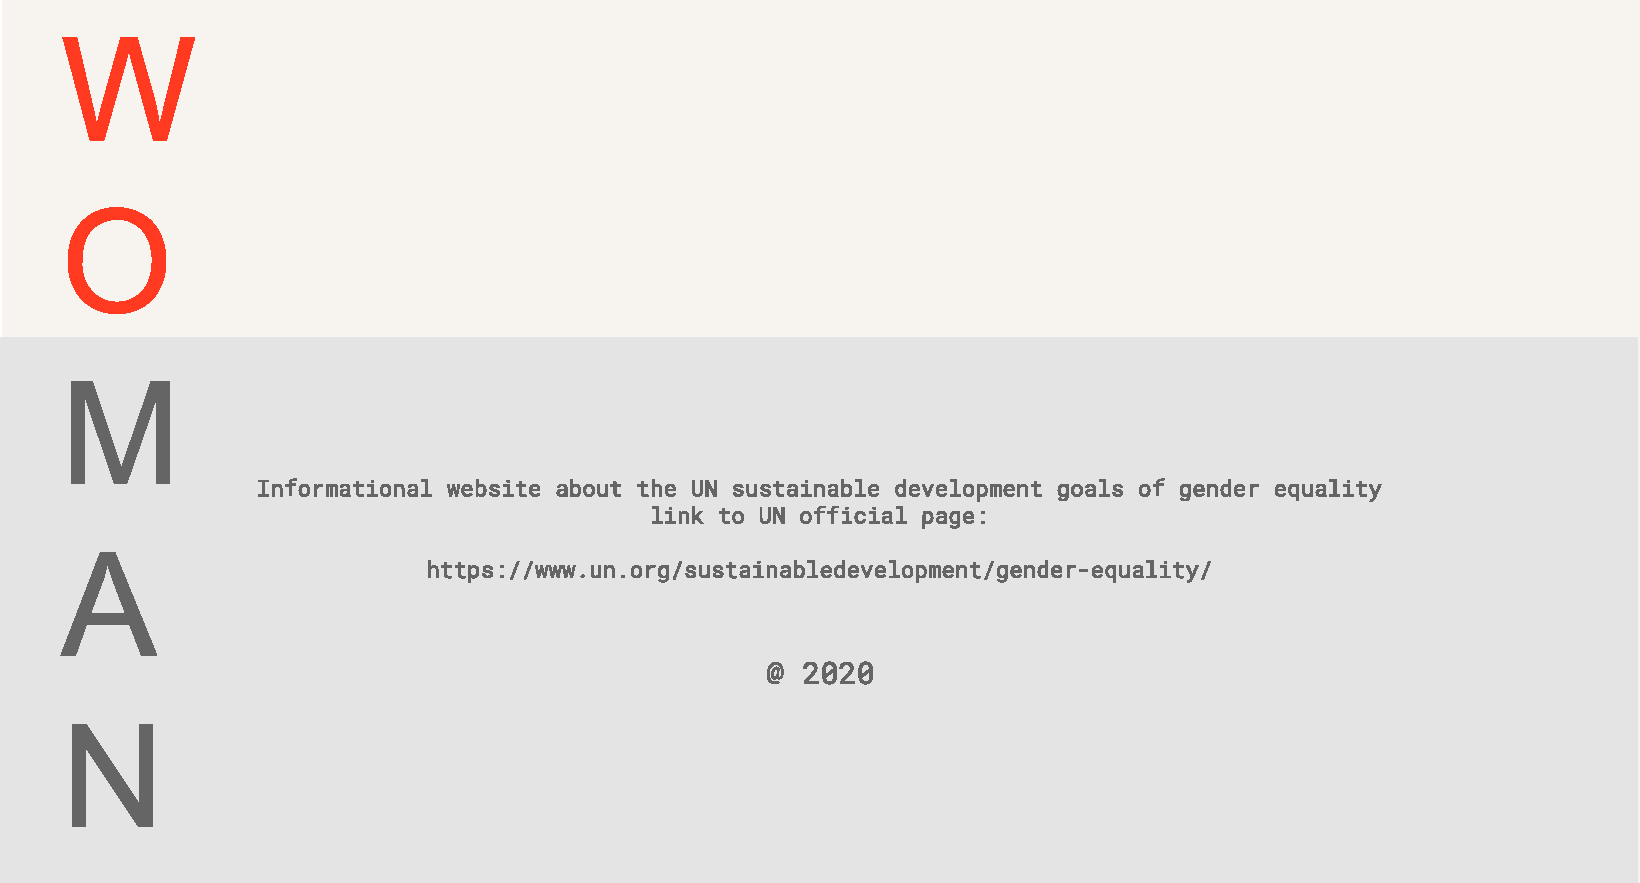 W
O
M
A
N
Informational website about the UN sustainable development goals of gender equality
link to UN official page:
https://www.un.org/sustainabledevelopment/gender-equality/
@ 2020